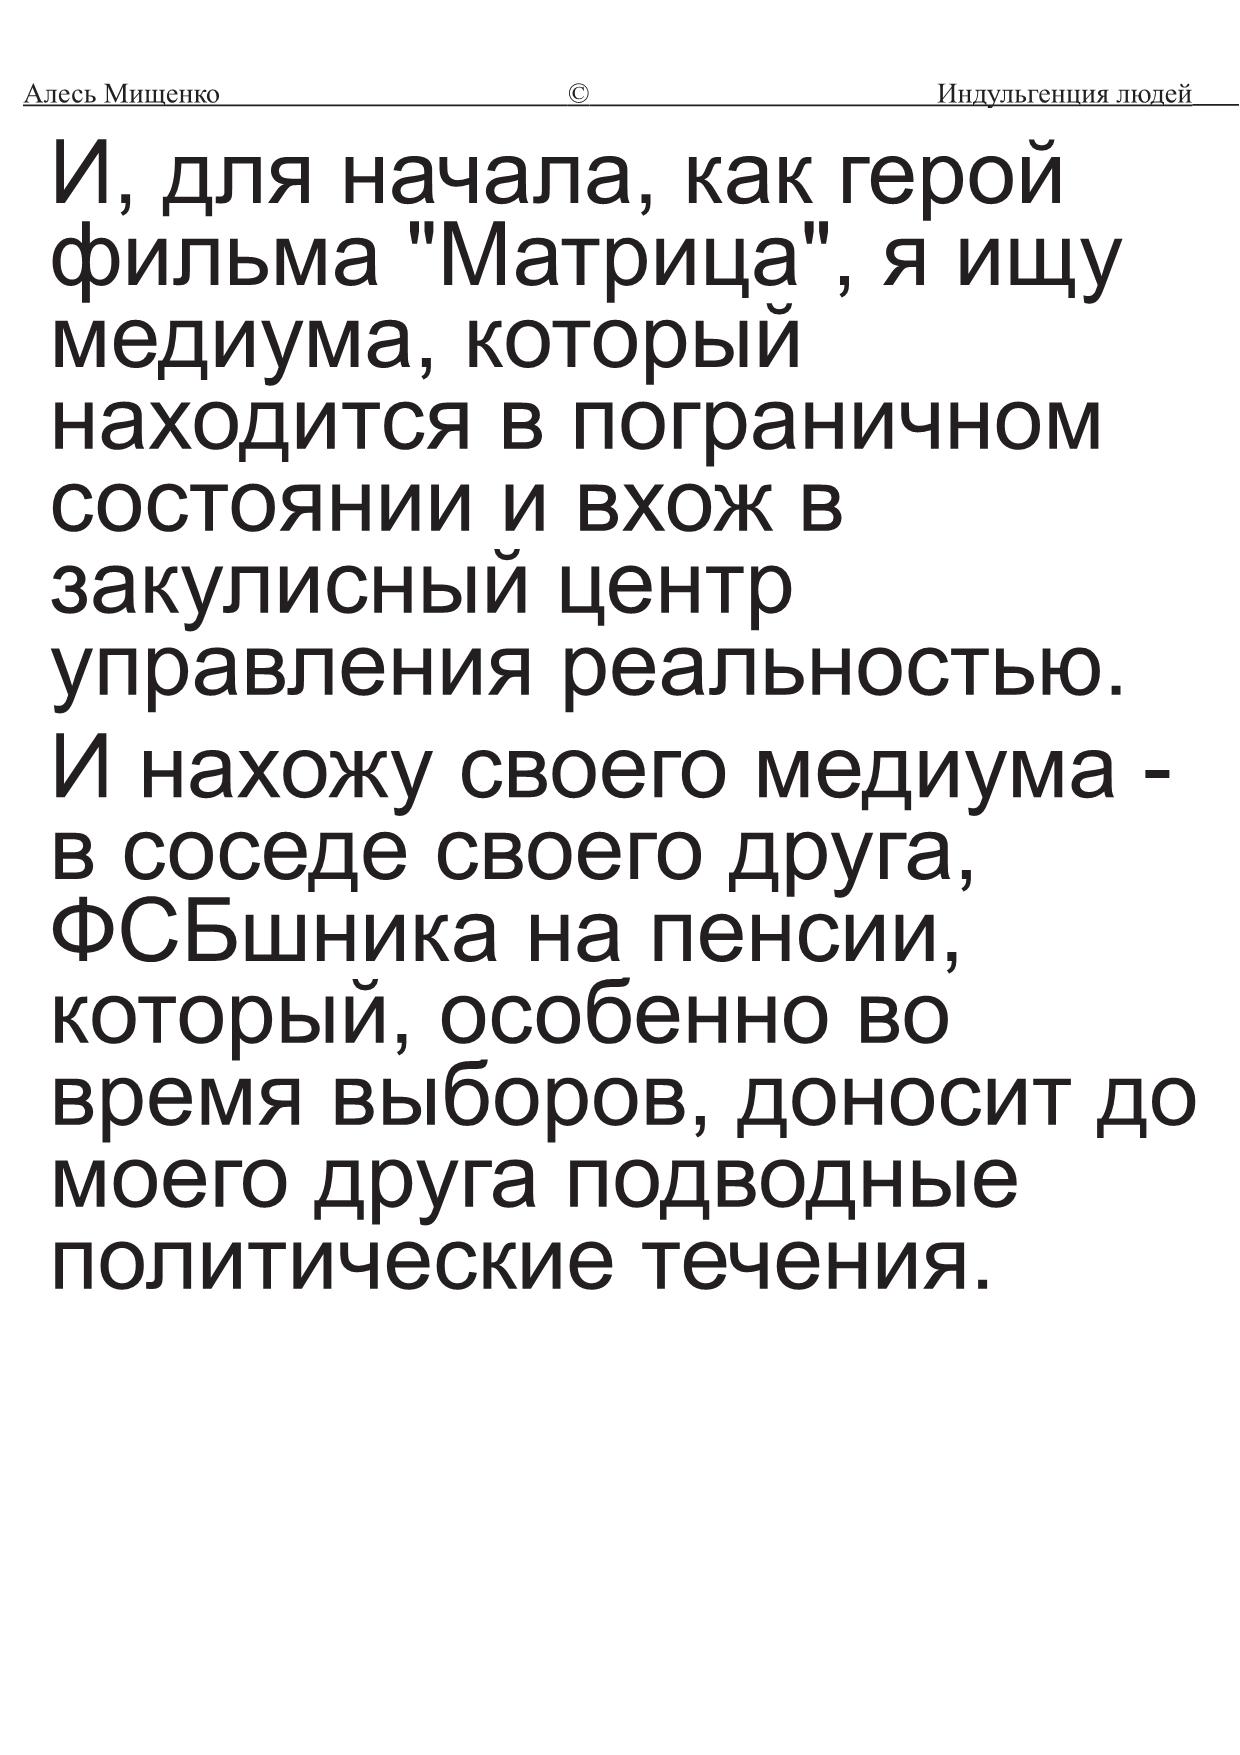 Алесь Мищенко © Индульгенция людей
И, для начала, как герой
фильма "Матрица", я ищу
медиума, который
находится в пограничном
состоянии и вхож в
закулисный центр
управления реальностью.
И нахожу своего медиума -
в соседе своего друга,
ФСБшника на пенсии,
который, особенно во
время выборов, доносит до
моего друга подводные
политические течения.